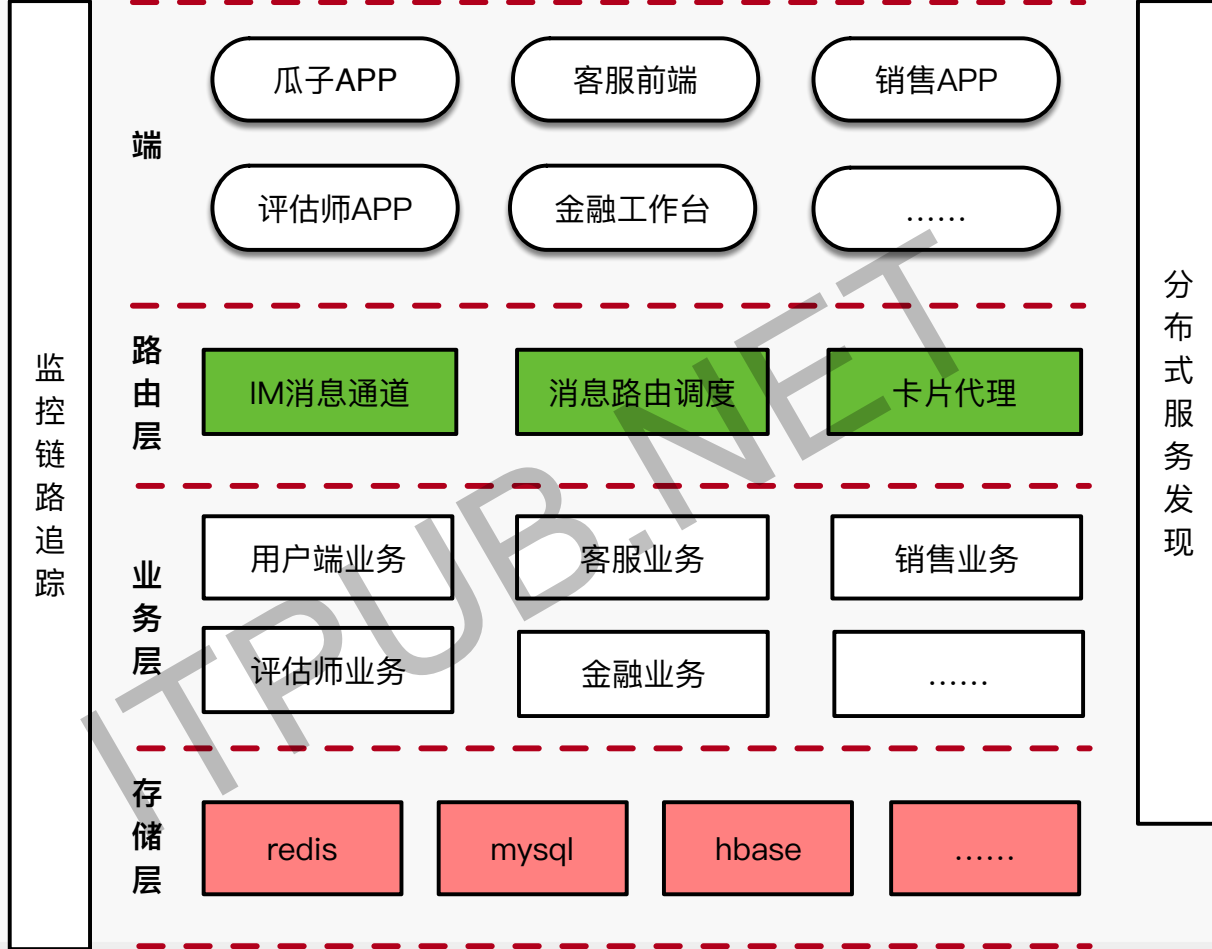 监控链路追踪
端
瓜子APP
客服前端
销售APP
评估师APP
金融工作台
......
路由层
IM消息通道
消息路由调度
卡片代理
业务层
用户端业务
客服业务
销售业务
评估师业务
金融业务
......
存储层
redis
mysql
hbase
......
分布式服务发现
ITPUB.NET